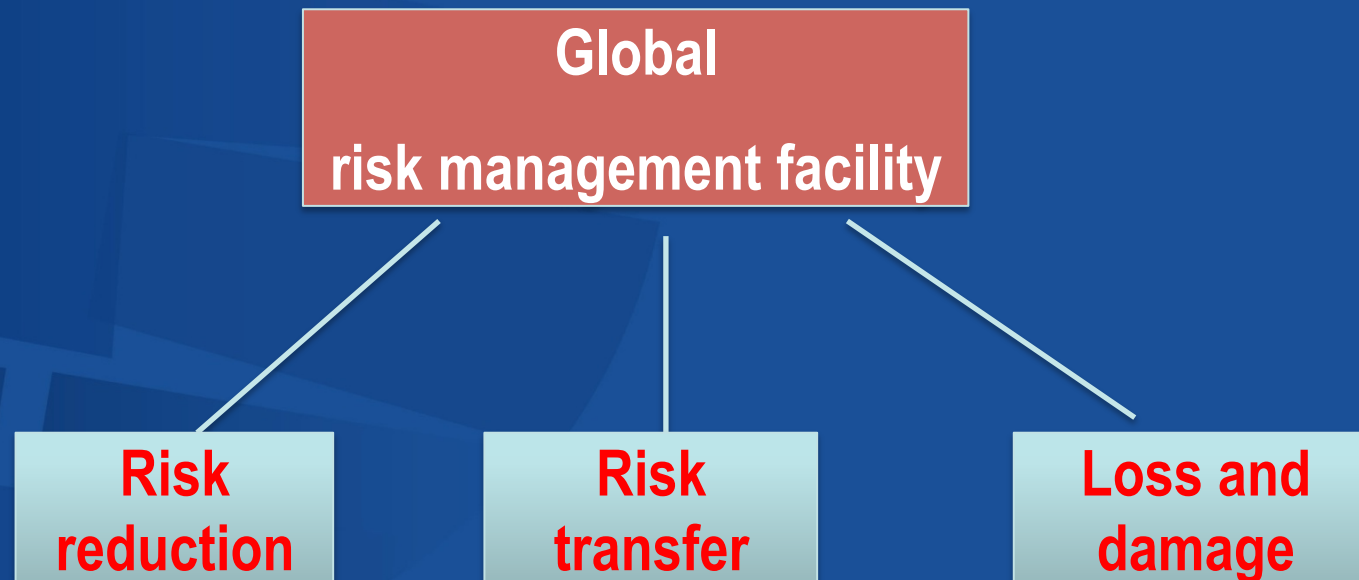 Global
risk management facility
Risk
reduction
Risk
transfer
Loss and
damage